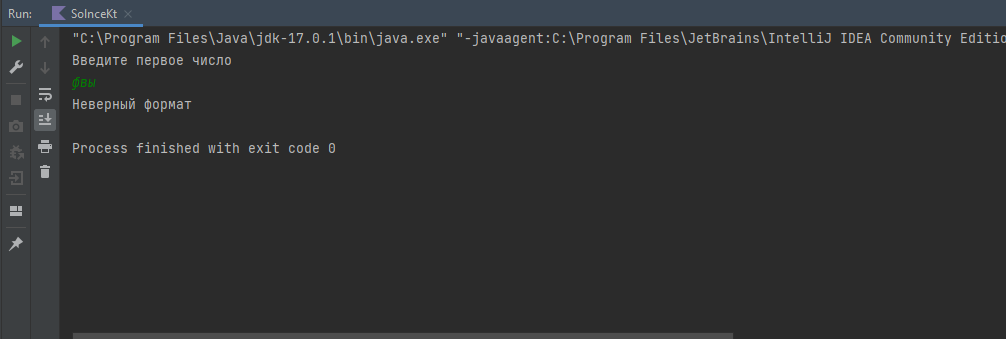 Run: SolnceKt
"C:\Program Files\Java\jdk-17.0.1\bin\java.exe" "-javaagent:C:\Program Files\JetBrains\IntelliJ IDEA Community Editio
Введите первое число
фвы
Неверный формат
Process finished with exit code 0